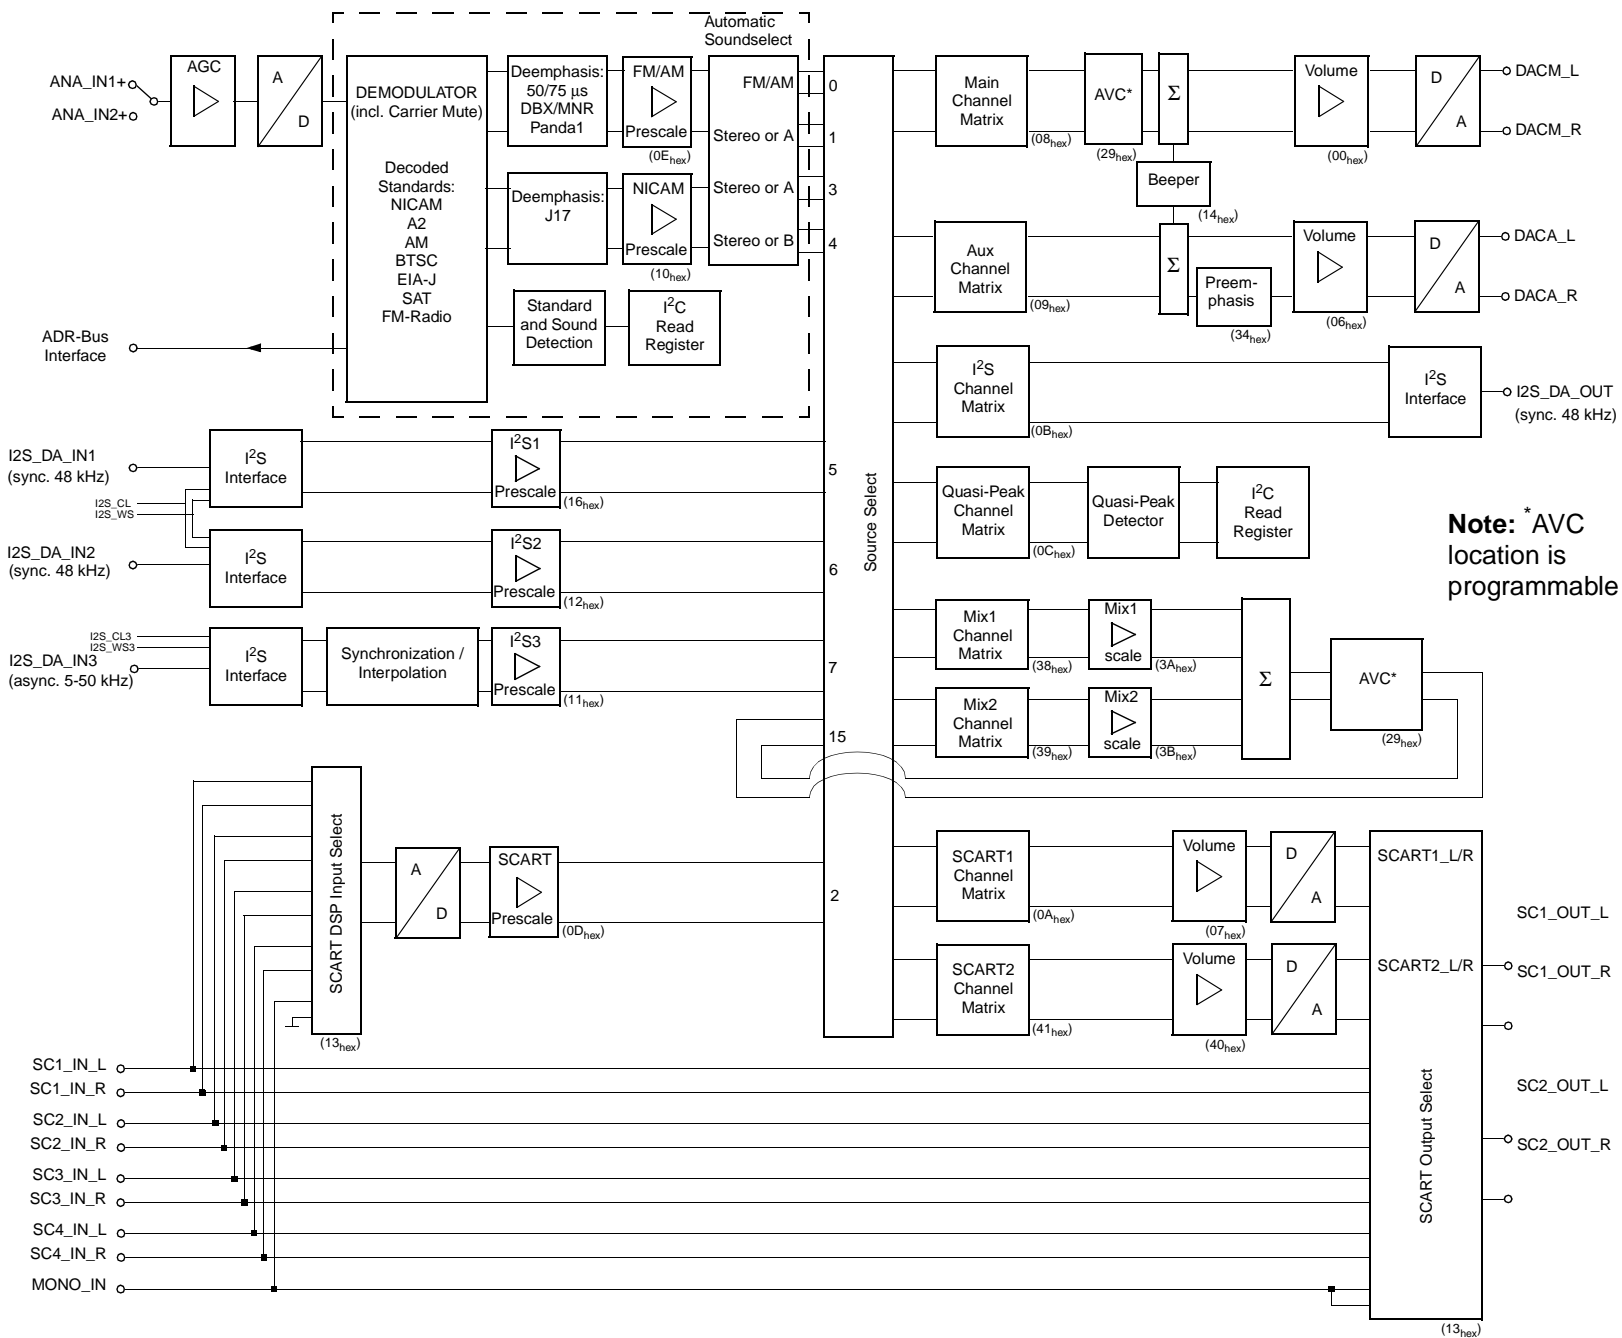 Automatic
Soundselect
ANA_IN1+
ANA_IN2+
AGC
A
D
DEMODULATOR
(incl. Carrier Mute)
Decoded
Standards:
NICAM
A2
AM
BTSC
EIA-J
SAT
FM-Radio
Deemphasis:
50/75 µs
DBX/MNR
Panda1
FM/AM
Prescale
(0Ehex)
Deemphasis:
J17
NICAM
Prescale
(10hex)
FM/AM
Stereo or A
Stereo or A
Stereo or B
0
1
3
4
Standard
and Sound
Detection
I2C
Read
Register
ADR-Bus
Interface
I2S_DA_IN1
(sync. 48 kHz)
I2S_CL
I2S_WS
I2S
Interface
I2S1
Prescale
(16hex)
5
I2S_DA_IN2
(sync. 48 kHz)
I2S
Interface
I2S2
Prescale
(12hex)
6
I2S_CL3
I2S_WS3
I2S_DA_IN3
(async. 5-50 kHz)
I2S
Interface
Synchronization /
Interpolation
I2S3
Prescale
(11hex)
7
15
2
Source Select
SCART DSP Input Select
(13hex)
A
D
SCART
Prescale
(0Dhex)
Main
Channel
Matrix
(08hex)
AVC*
(29hex)
Σ
Beeper
(14hex)
Volume
(00hex)
D
A
DACM_L
DACM_R
Aux
Channel
Matrix
(09hex)
Σ
Preem-
phasis
(34hex)
Volume
(06hex)
D
A
DACA_L
DACA_R
I2S
Channel
Matrix
(0Bhex)
I2S
Interface
I2S_DA_OUT
(sync. 48 kHz)
Quasi-Peak
Channel
Matrix
(0Chex)
Quasi-Peak
Detector
I2C
Read
Register
Note: *AVC
location is
programmable
Mix1
Channel
Matrix
(38hex)
Mix1
scale
(3Ahex)
Mix2
Channel
Matrix
(39hex)
Mix2
scale
(3Bhex)
Σ
AVC*
(29hex)
SCART1
Channel
Matrix
(0Ahex)
Volume
(07hex)
D
A
SCART1_L/R
SCART2
Channel
Matrix
(41hex)
Volume
(40hex)
D
A
SCART2_L/R
SCART Output Select
(13hex)
SC1_OUT_L
SC1_OUT_R
SC2_OUT_L
SC2_OUT_R
SC1_IN_L
SC1_IN_R
SC2_IN_L
SC2_IN_R
SC3_IN_L
SC3_IN_R
SC4_IN_L
SC4_IN_R
MONO_IN